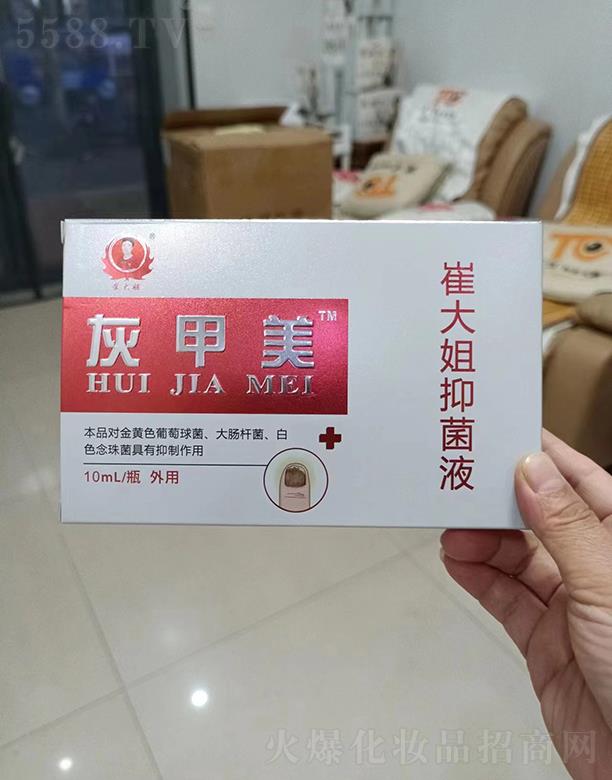 5588.TV
崔大姐
®
灰甲美™
HUI JIA MEI
本品对金黄色葡萄球菌、大肠杆菌、白
色念珠菌具有抑制作用
10mL/瓶 外用
崔大姐抑菌液
TC
TC
火爆化妆品招商网